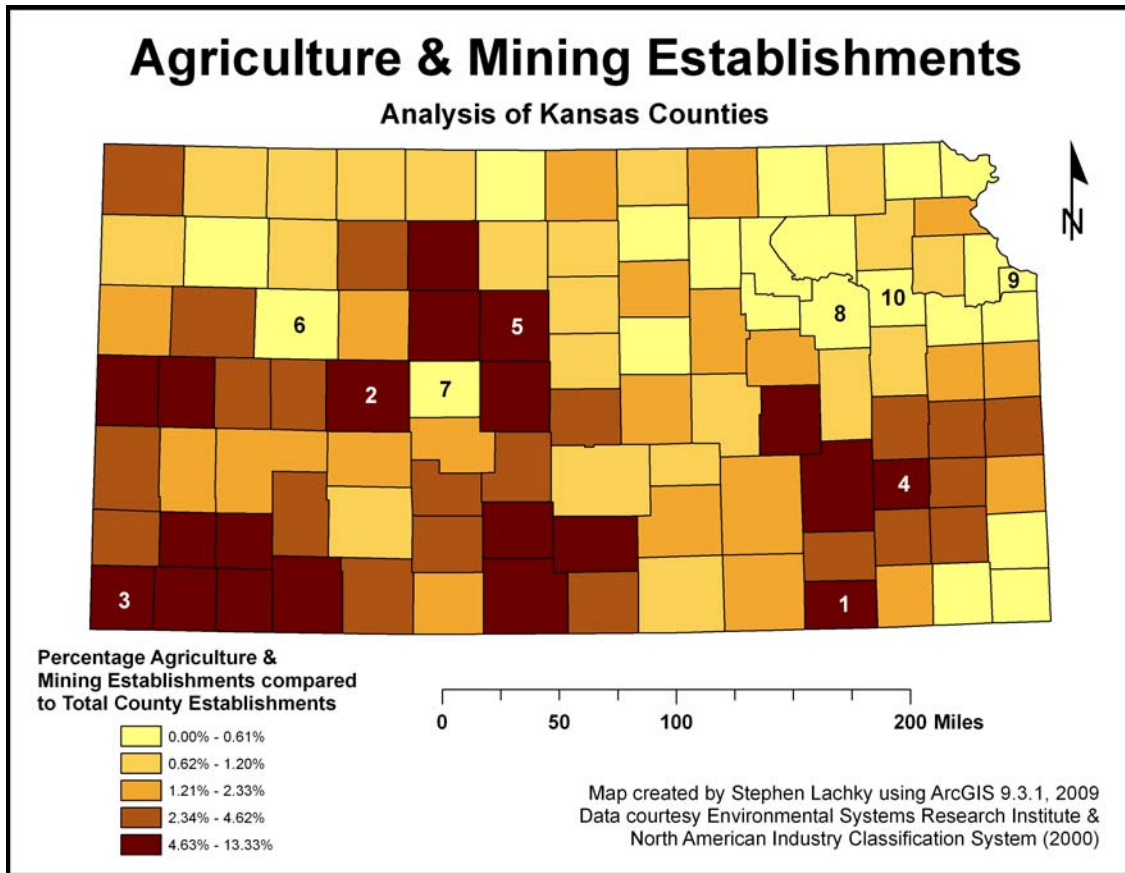 Agriculture & Mining Establishments
Analysis of Kansas Counties
N
9
10
8
6
5
2
7
4
3
1
Percentage Agriculture &
Mining Establishments compared
to Total County Establishments
0.00% - 0.61%
0.62% - 1.20%
1.21% - 2.33%
2.34% - 4.62%
4.63% - 13.33%
0 50 100 200 Miles
Map created by Stephen Lachky using ArcGIS 9.3.1, 2009
Data courtesy Environmental Systems Research Institute &
North American Industry Classification System (2000)